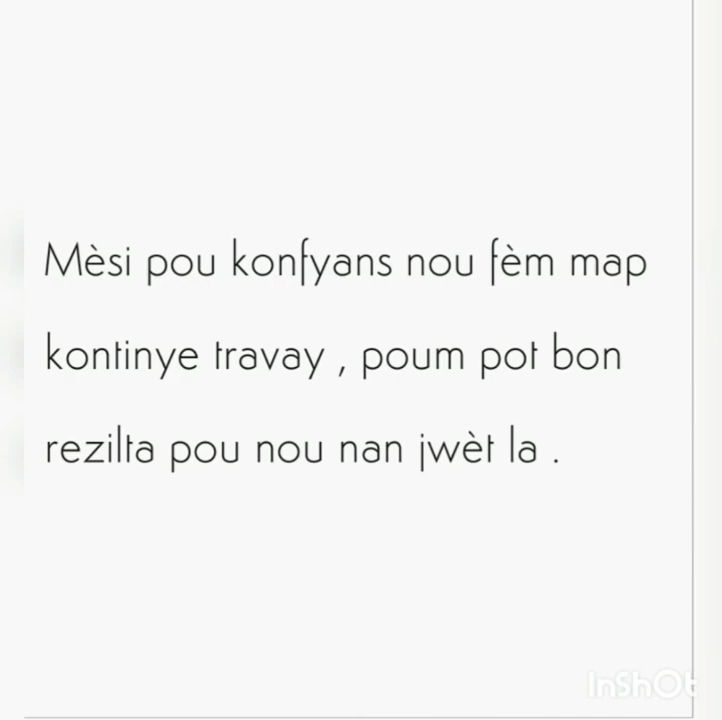 Mèsi pou konfyans nou fèm map
kontinye travay , poum pot bon
rezilta pou nou nan jwèt la .
InShOt